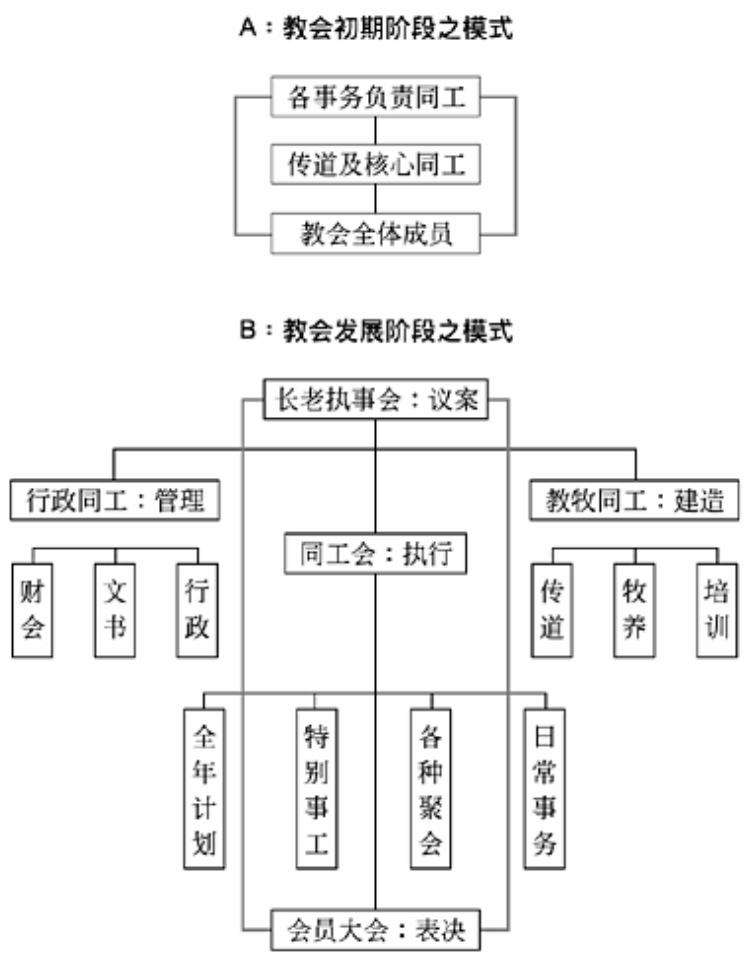 A：教会初期阶段之模式
各事务负责同工
传道及核心同工
教会全体成员
B：教会发展阶段之模式
长老执事会：议案
行政同工：管理
教牧同工：建造
同工会：执行
财会
文书
行政
传道
牧养
培训
全年计划
特别事工
各种聚会
日常事务
会员大会：表决